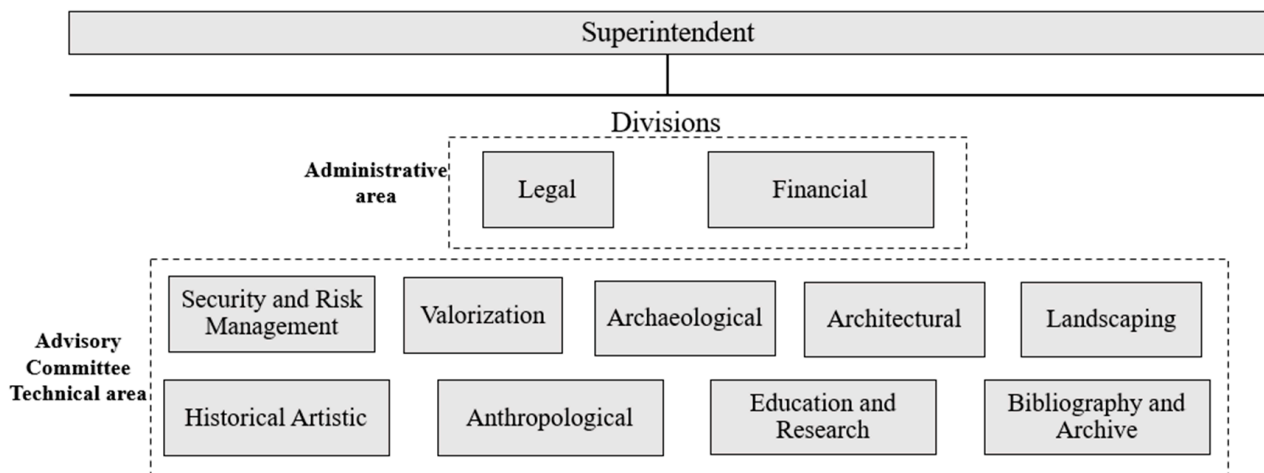 Superintendent
Divisions
Administrative
area
Legal
Financial
Security and Risk
Management
Valorization
Archaeological
Architectural
Landscaping
Advisory
Committee
Technical area
Historical Artistic
Anthropological
Education and
Research
Bibliography and
Archive